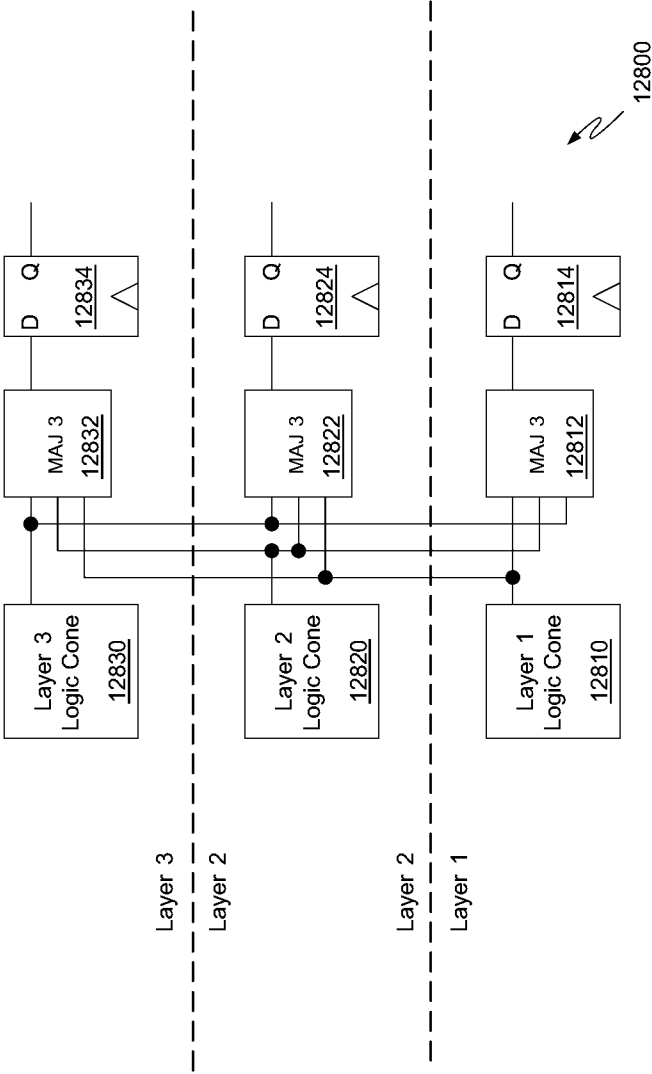 Layer 3
Logic Cone
12830
MAJ 3
12832
D Q
12834
Layer 3
Layer 2
Layer 2
Logic Cone
12820
MAJ 3
12822
D Q
12824
Layer 2
Layer 1
Layer 1
Logic Cone
12810
MAJ 3
12812
D Q
12814
12800